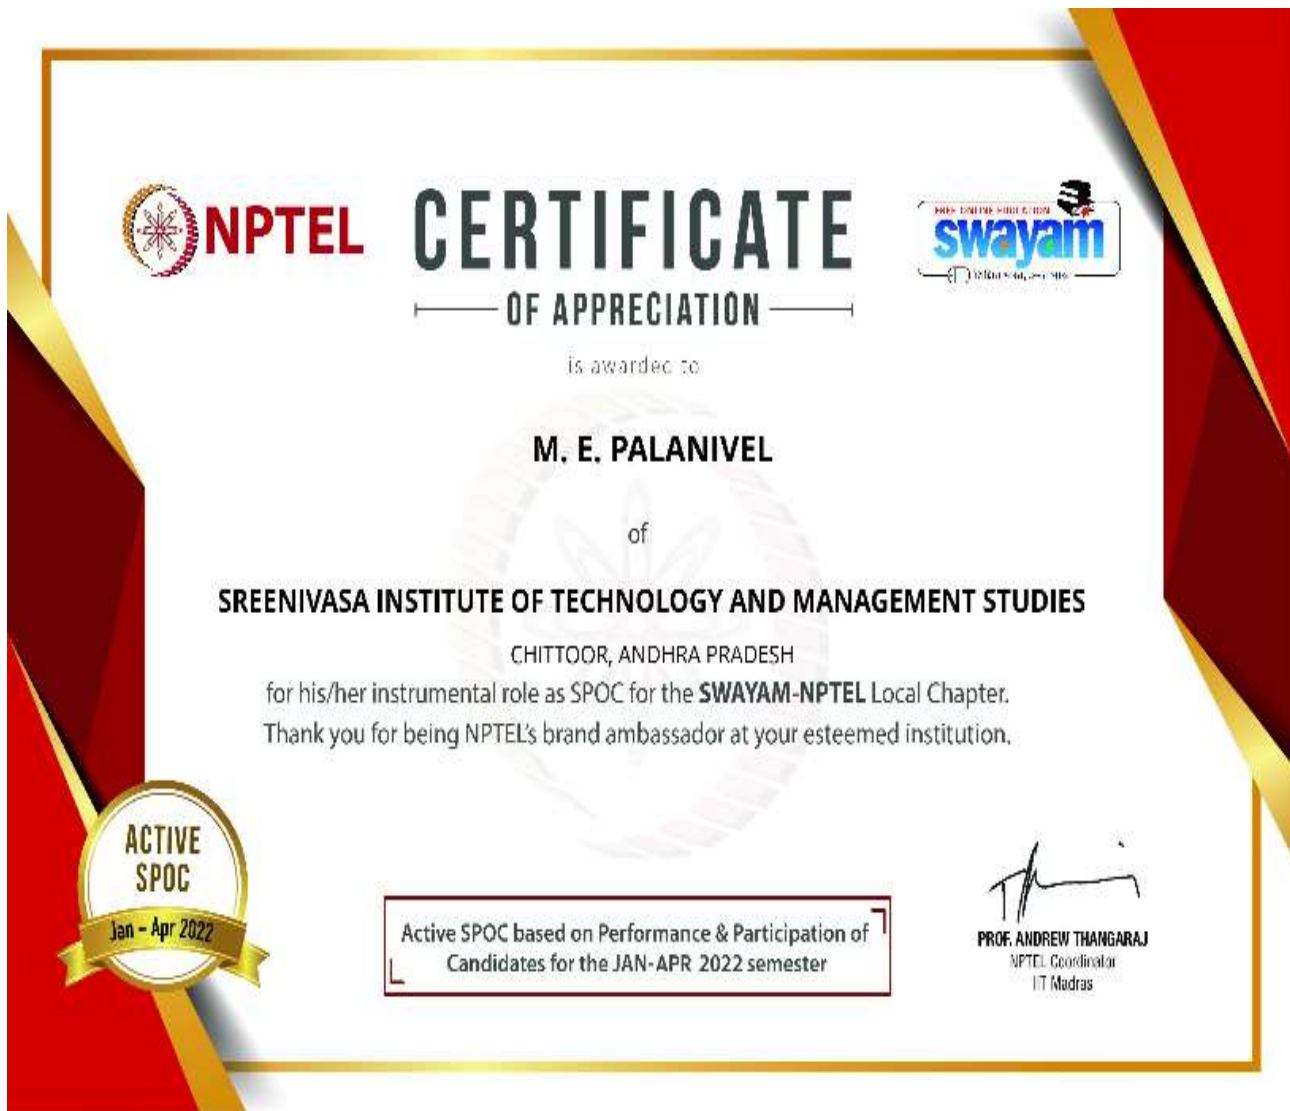 NPTEL
CERTIFICATE
OF APPRECIATION
FREE ONLINE EDUCATION
swayam
is awarded to
M. E. PALANIVEL
of
SREENIVASA INSTITUTE OF TECHNOLOGY AND MANAGEMENT STUDIES
CHITTOOR, ANDHRA PRADESH
for his/her instrumental role as SPOC for the SWAYAM-NPTEL Local Chapter.
Thank you for being NPTEL's brand ambassador at your esteemed institution.
ACTIVE
SPOC
Jan - Apr 2022
Active SPOC based on Performance & Participation of
Candidates for the JAN-APR 2022 semester
PROF. ANDREW THANGARAJ
NPTEL Coordinator
IIT Madras